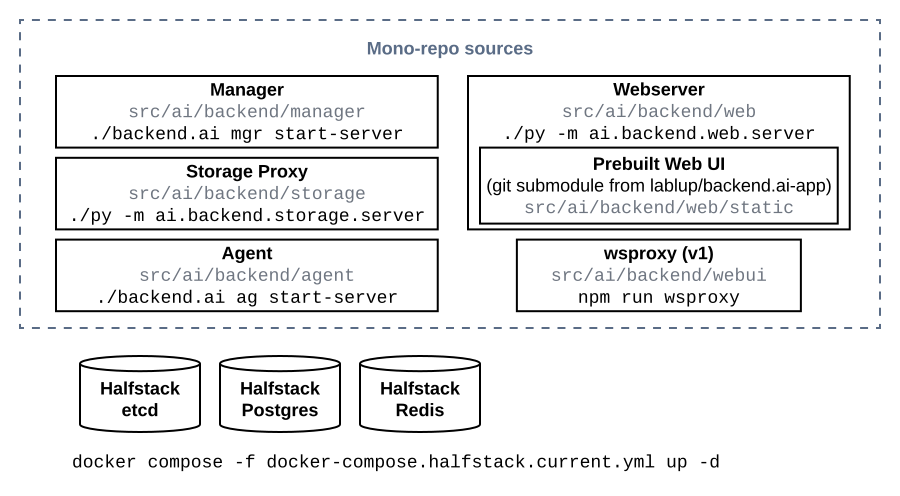 Mono-repo sources
Manager
src/ai/backend/manager
./backend.ai mgr start-server
Storage Proxy
src/ai/backend/storage
./py -m ai.backend.storage.server
Agent
src/ai/backend/agent
./backend.ai ag start-server
Webserver
src/ai/backend/web
./py -m ai.backend.web.server
Prebuilt Web UI
(git submodule from lablup/backend.ai-app)
src/ai/backend/web/static
wsproxy (v1)
src/ai/backend/webui
npm run wsproxy
Halfstack
etcd
Halfstack
Postgres
Halfstack
Redis
docker compose -f docker-compose.halfstack.current.yml up -d